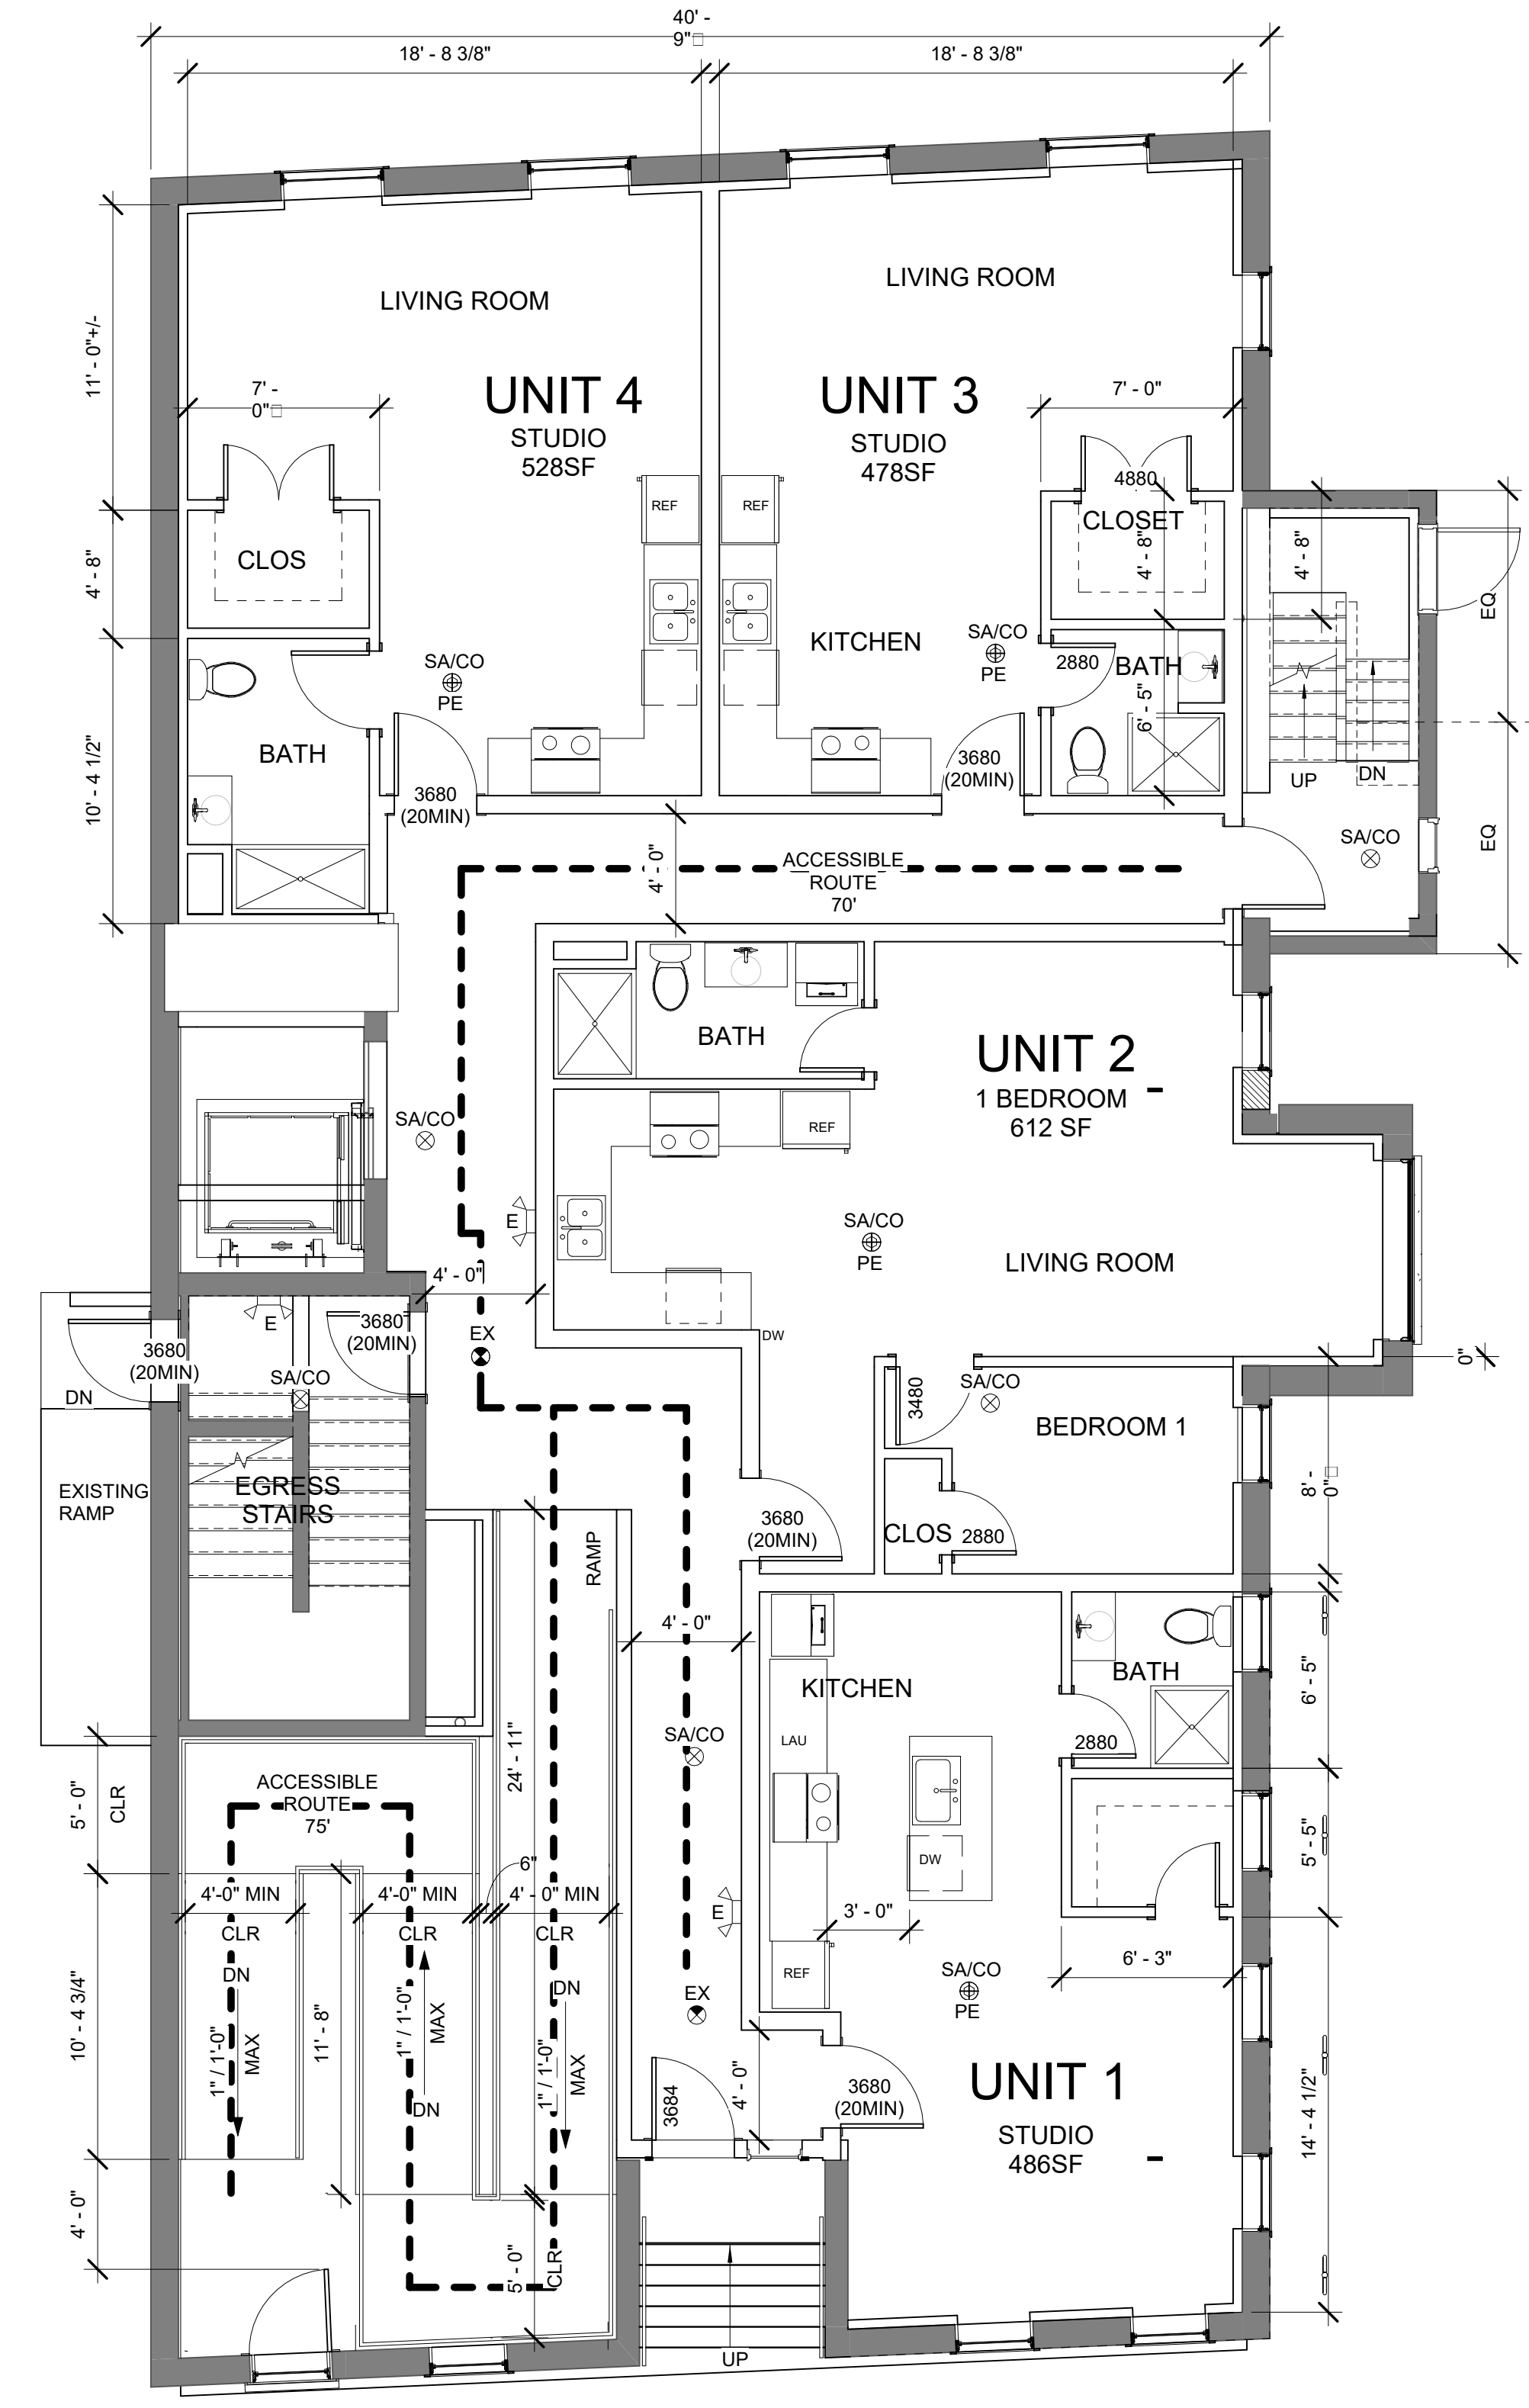 40' -
9"□
18' - 8 3/8"
18' - 8 3/8"
LIVING ROOM
LIVING ROOM
11' - 0"+/-
7' -
0"□
UNIT 4
STUDIO
528SF
UNIT 3
STUDIO
478SF
7' - 0"
4880
REF
REF
CLOSET
CLOS
4' - 8"
4' - 8"
4' - 8"
EQ
KITCHEN
SA/CO
PE
SA/CO
PE
2880
BATH
6' - 5"
BATH
10' - 4 1/2"
3680
(20MIN)
3680
(20MIN)
UP
DN
EQ
SA/CO
4' - 0"
ACCESSIBLE
ROUTE
70'
BATH
UNIT 2
1 BEDROOM
612 SF
REF
SA/CO
E
SA/CO
PE
LIVING ROOM
4' - 0"
E
3680
(20MIN)
3680
(20MIN)
EX
DW
0"
DN
SA/CO
3480
SA/CO
BEDROOM 1
EXISTING
RAMP
EGRESS
STAIRS
8' -
0"□
3680
(20MIN)
CLOS
2880
RAMP
4' - 0"
KITCHEN
BATH
6' - 5"
SA/CO
LAU
2880
24' - 11"
5' - 0"
CLR
ACCESSIBLE
ROUTE
75'
5' - 5"
DW
6"
4'-0" MIN
CLR
4'-0" MIN
CLR
4' - 0" MIN
CLR
E
3' - 0"
6' - 3"
REF
SA/CO
PE
DN
DN
EX
10' - 4 3/4"
1" / 1'-0"
MAX
11' - 8"
1" / 1'-0"
MAX
DN
1" / 1'-0"
MAX
3684
4' - 0"
3680
(20MIN)
UNIT 1
STUDIO
486SF
14' - 4 1/2"
4' - 0"
5' - 0"
CLR
UP